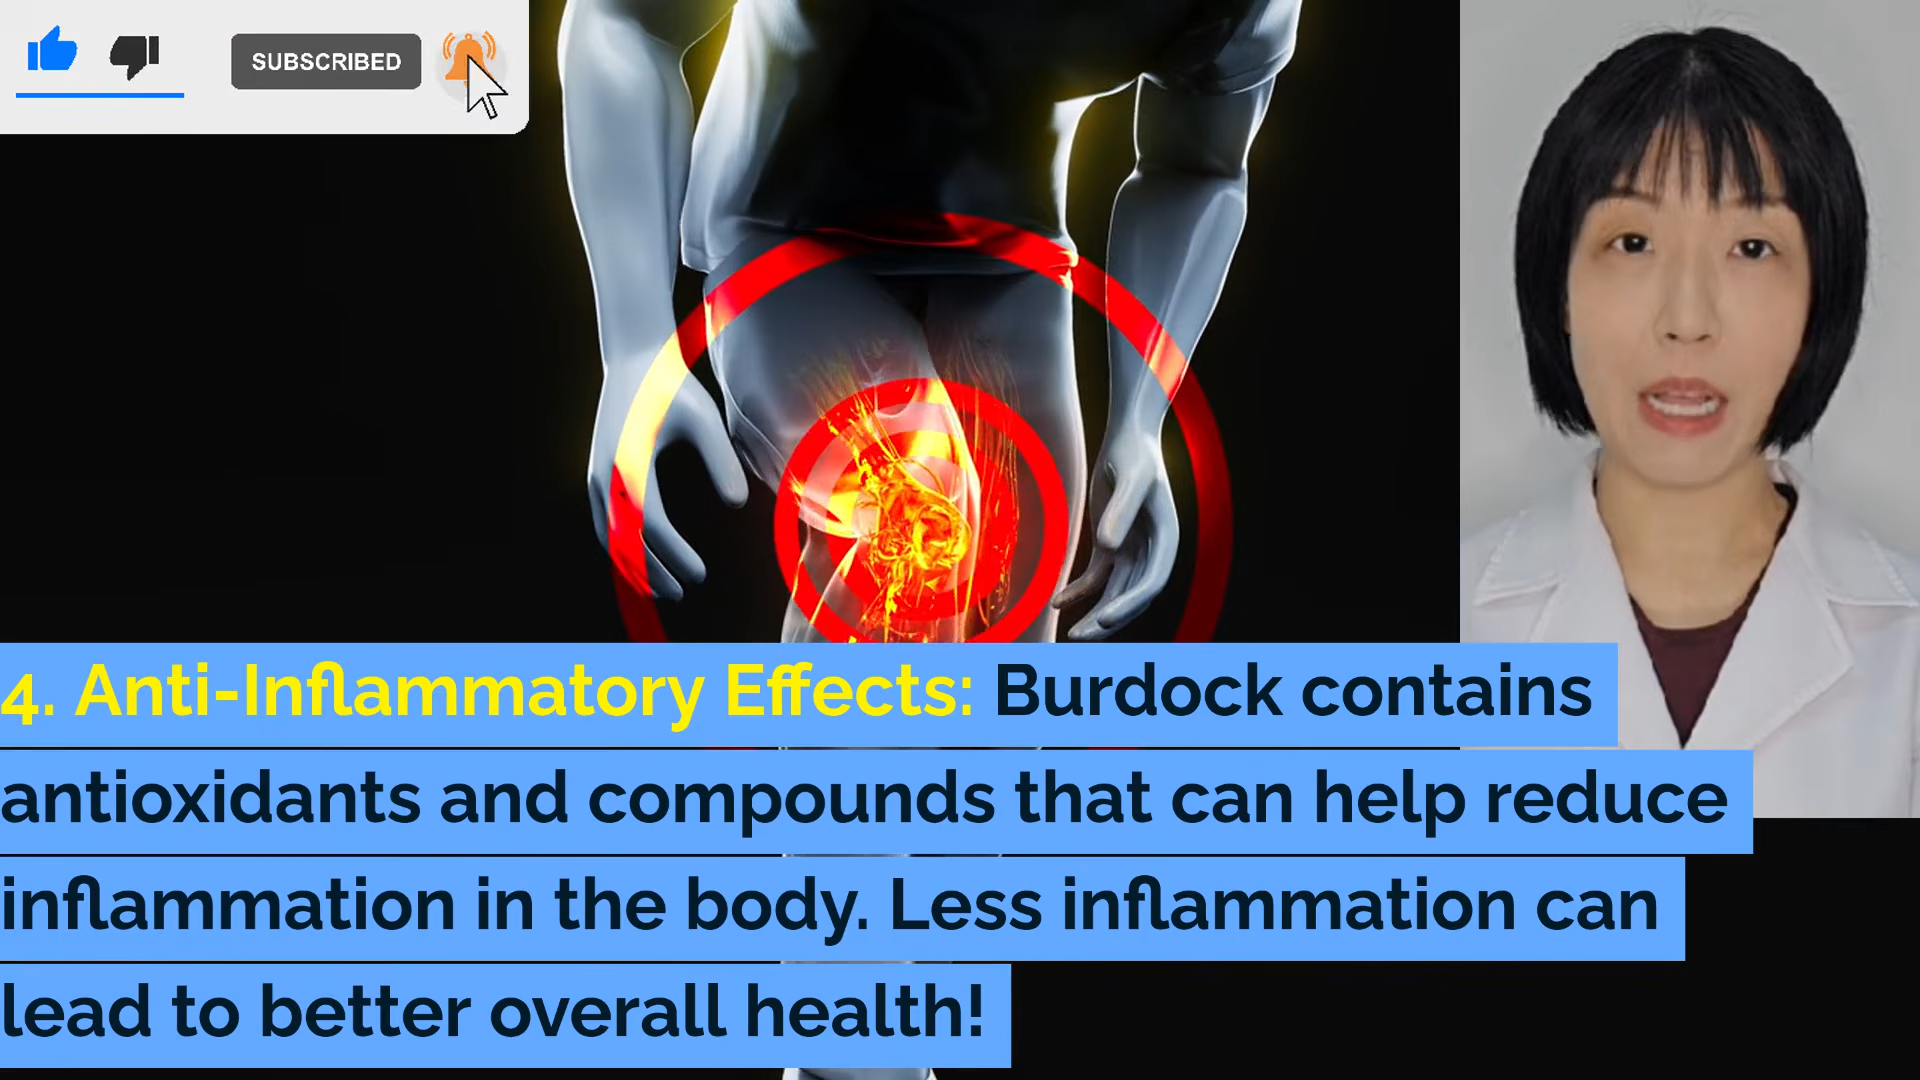 SUBSCRIBED
4. Anti-Inflammatory Effects: Burdock contains
antioxidants and compounds that can help reduce
inflammation in the body. Less inflammation can
lead to better overall health!